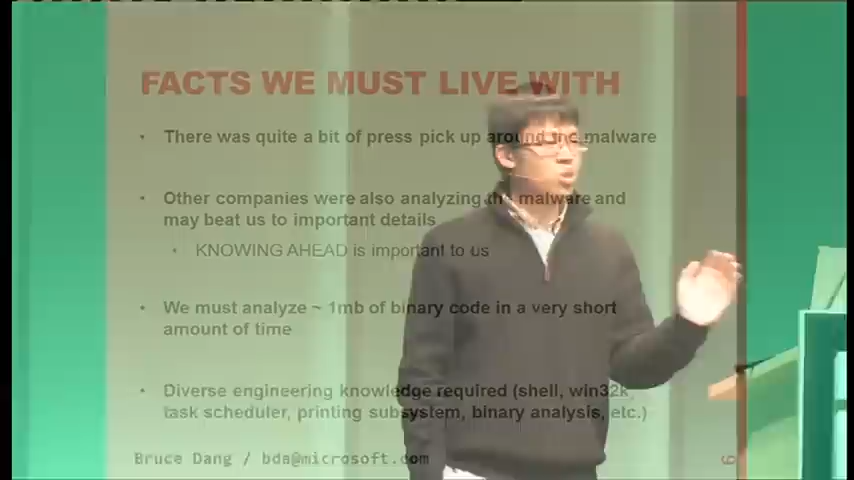 FACTS WE MUST LIVE WITH
• There was quite a bit of press pick up around the malware
• Other companies were also analyzing the malware and
may beat us to important details
• KNOWING AHEAD is important to us
• We must analyze ~ 1mb of binary code in a very short
amount of time
• Diverse engineering knowledge required (shell, win32k,
task scheduler, printing subsystem, binary analysis, etc.)
Bruce Dang / bda@microsoft.com
6